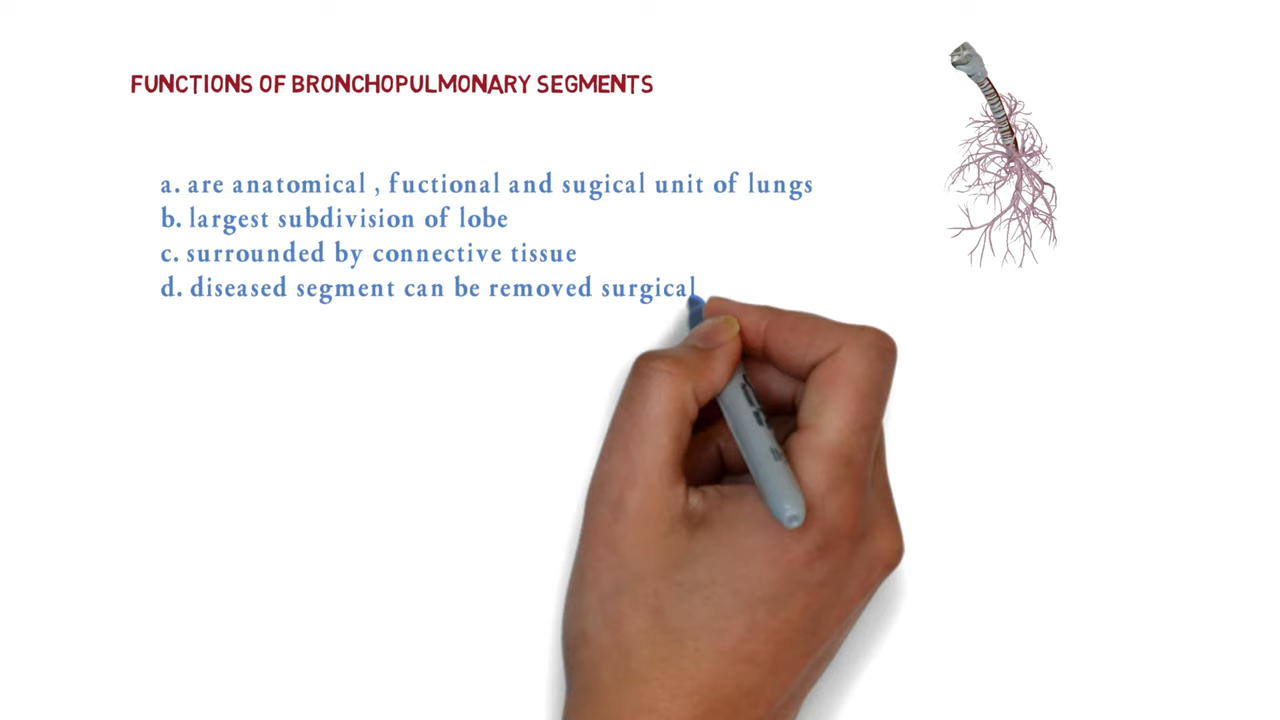 FUNCTIONS OF BRONCHOPULMONARY SEGMENTS
a. are anatomical , fuctional and sugical unit of lungs
b. largest subdivision of lobe
c. surrounded by connective tissue
d. diseased segment can be removed surgical